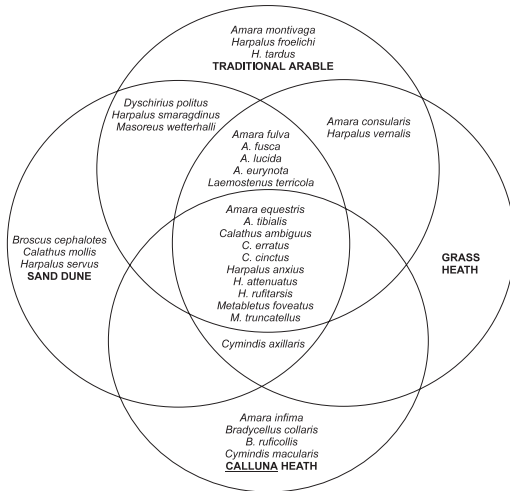 Amara montivaga
Harpalus froelichi
H. tardus
TRADITIONAL ARABLE
Dyschirius politus
Harpalus smaragdinus
Masoreus wetterhalli
Amara consularis
Harpalus vernalis
Amara fulva
A. fusca
A. lucida
A. eurynota
Laemostenus terricola
Amara equestris
A. tibialis
Calathus ambiguus
C. erratus
C. cinctus
Harpalus anxius
H. attenuatus
H. rufitarsis
Metabletus foveatus
M. truncatellus
Broscus cephalotes
Calathus mollis
Harpalus servus
SAND DUNE
GRASS
HEATH
Cymindis axillaris
Amara infima
Bradycellus collaris
B. ruficollis
Cymindis macularis
CALLUNA HEATH